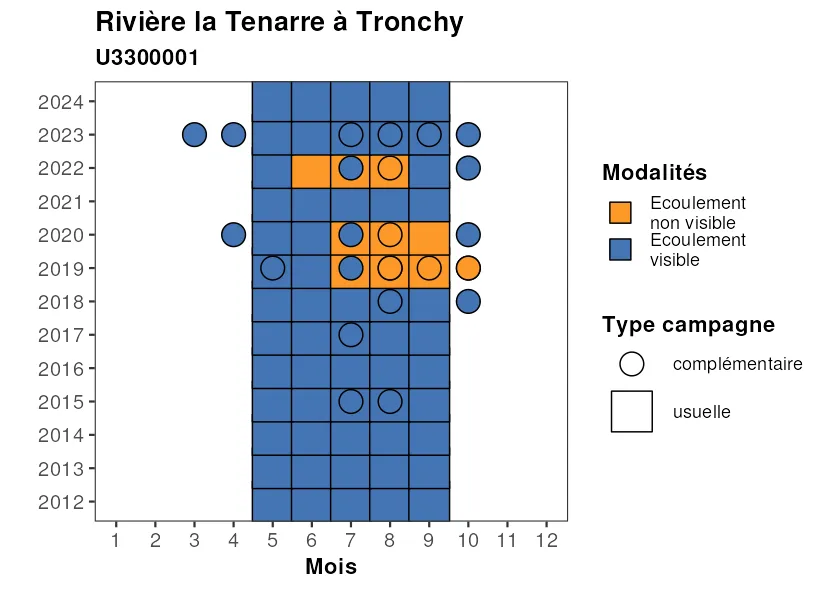 Rivière la Tenarre à Tronchy
U3300001
2024
2023
2022
2021
2020
2019
2018
2017
2016
2015
2014
2013
2012
1 2 3 4 5 6 7 8 9 10 11 12
Mois
Modalités
Ecoulement
non visible
Ecoulement
visible
Type campagne
complémentaire
usuelle